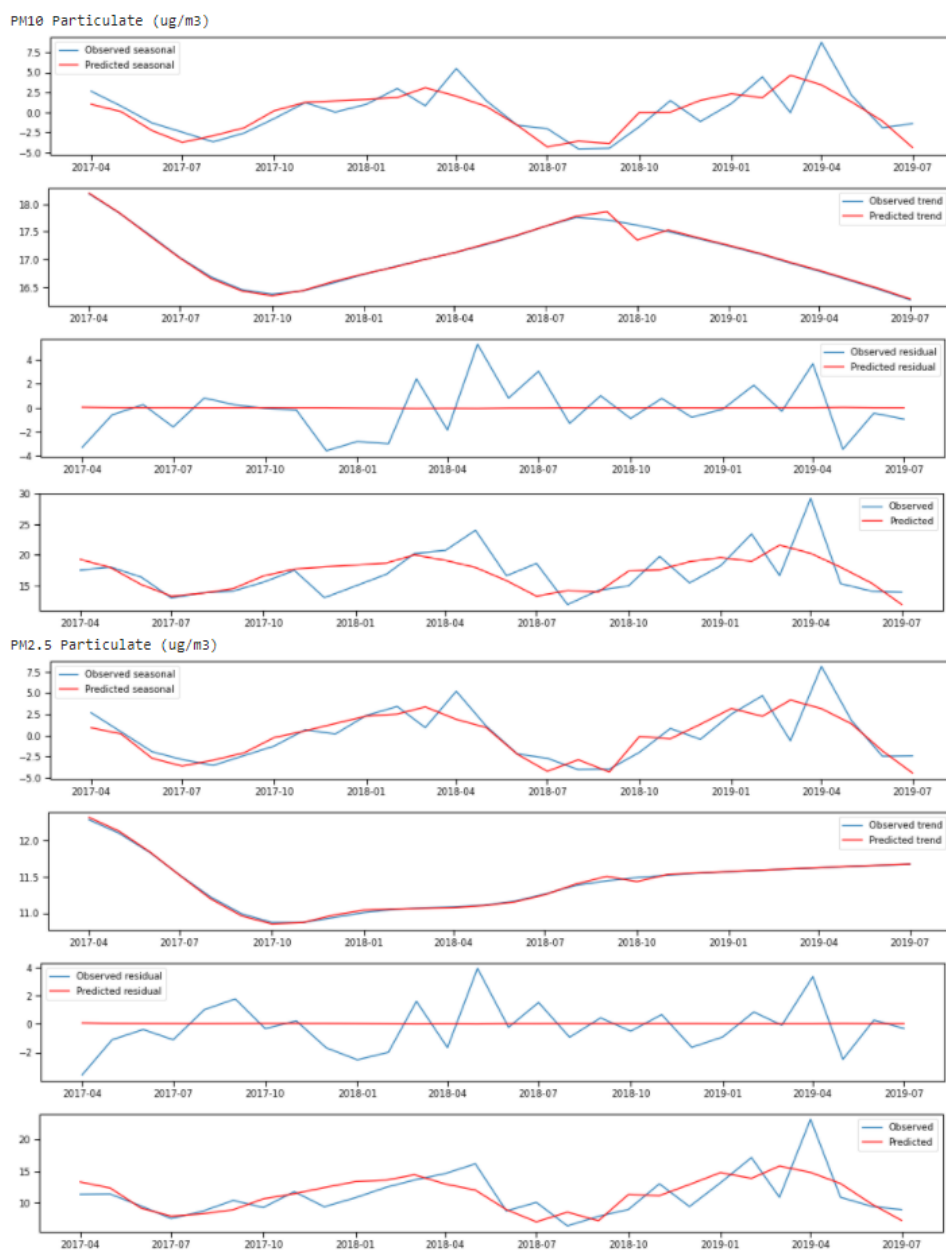 PM10 Particulate (ug/m3)
Observed seasonal
Predicted seasonal
7.5
5.0
2.5
0.0
−2.5
−5.0
2017-04 2017-07 2017-10 2018-01 2018-04 2018-07 2018-10 2019-01 2019-04 2019-07
Observed trend
Predicted trend
18.0
17.5
17.0
16.5
2017-04 2017-07 2017-10 2018-01 2018-04 2018-07 2018-10 2019-01 2019-04 2019-07
Observed residual
Predicted residual
4
2
0
−2
−4
2017-04 2017-07 2017-10 2018-01 2018-04 2018-07 2018-10 2019-01 2019-04 2019-07
Observed
Predicted
30
25
20
15
2017-04 2017-07 2017-10 2018-01 2018-04 2018-07 2018-10 2019-01 2019-04 2019-07
PM2.5 Particulate (ug/m3)
Observed seasonal
Predicted seasonal
7.5
5.0
2.5
0.0
−2.5
−5.0
2017-04 2017-07 2017-10 2018-01 2018-04 2018-07 2018-10 2019-01 2019-04 2019-07
Observed trend
Predicted trend
12.0
11.5
11.0
2017-04 2017-07 2017-10 2018-01 2018-04 2018-07 2018-10 2019-01 2019-04 2019-07
Observed residual
Predicted residual
4
2
0
−2
2017-04 2017-07 2017-10 2018-01 2018-04 2018-07 2018-10 2019-01 2019-04 2019-07
Observed
Predicted
20
15
10
2017-04 2017-07 2017-10 2018-01 2018-04 2018-07 2018-10 2019-01 2019-04 2019-07